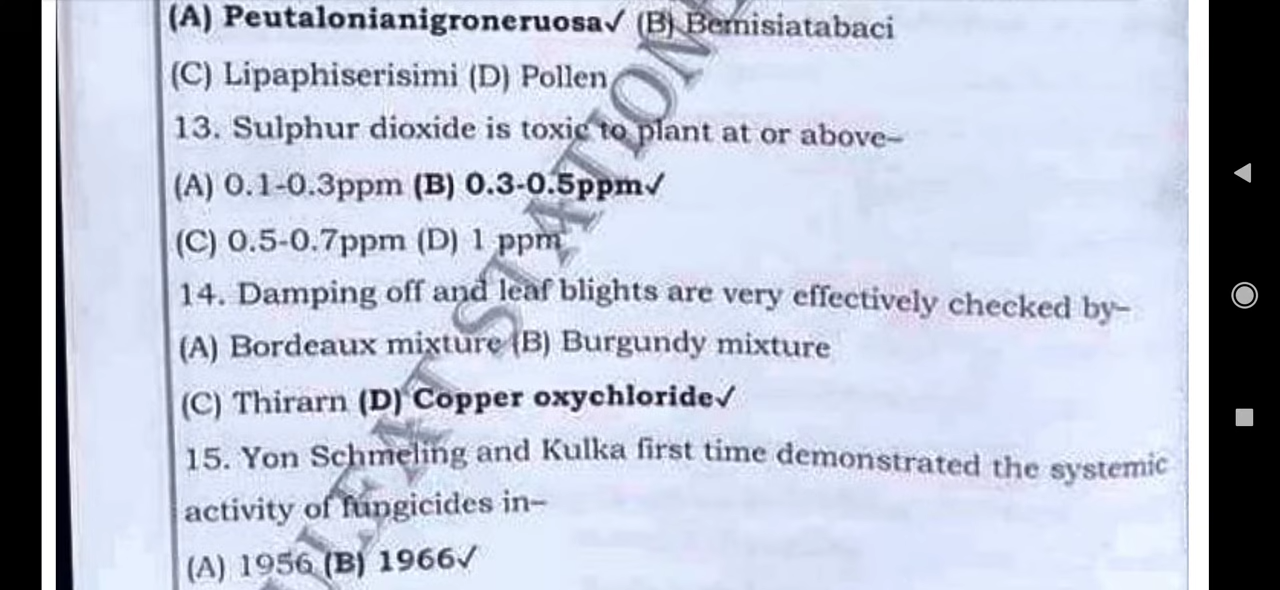 (A) Peutalonianigroneruosa✓ (B) Bemisiatabaci
(C) Lipaphiserisimi (D) Pollen
13. Sulphur dioxide is toxic to plant at or above–
(A) 0.1-0.3ppm (B) 0.3-0.5ppm✓
(C) 0.5-0.7ppm (D) 1 ppm
14. Damping off and leaf blights are very effectively checked by–
(A) Bordeaux mixture (B) Burgundy mixture
(C) Thirarn (D) Copper oxychloride✓
15. Yon Schmeling and Kulka first time demonstrated the systemic
activity of fungicides in–
(A) 1956 (B) 1966✓